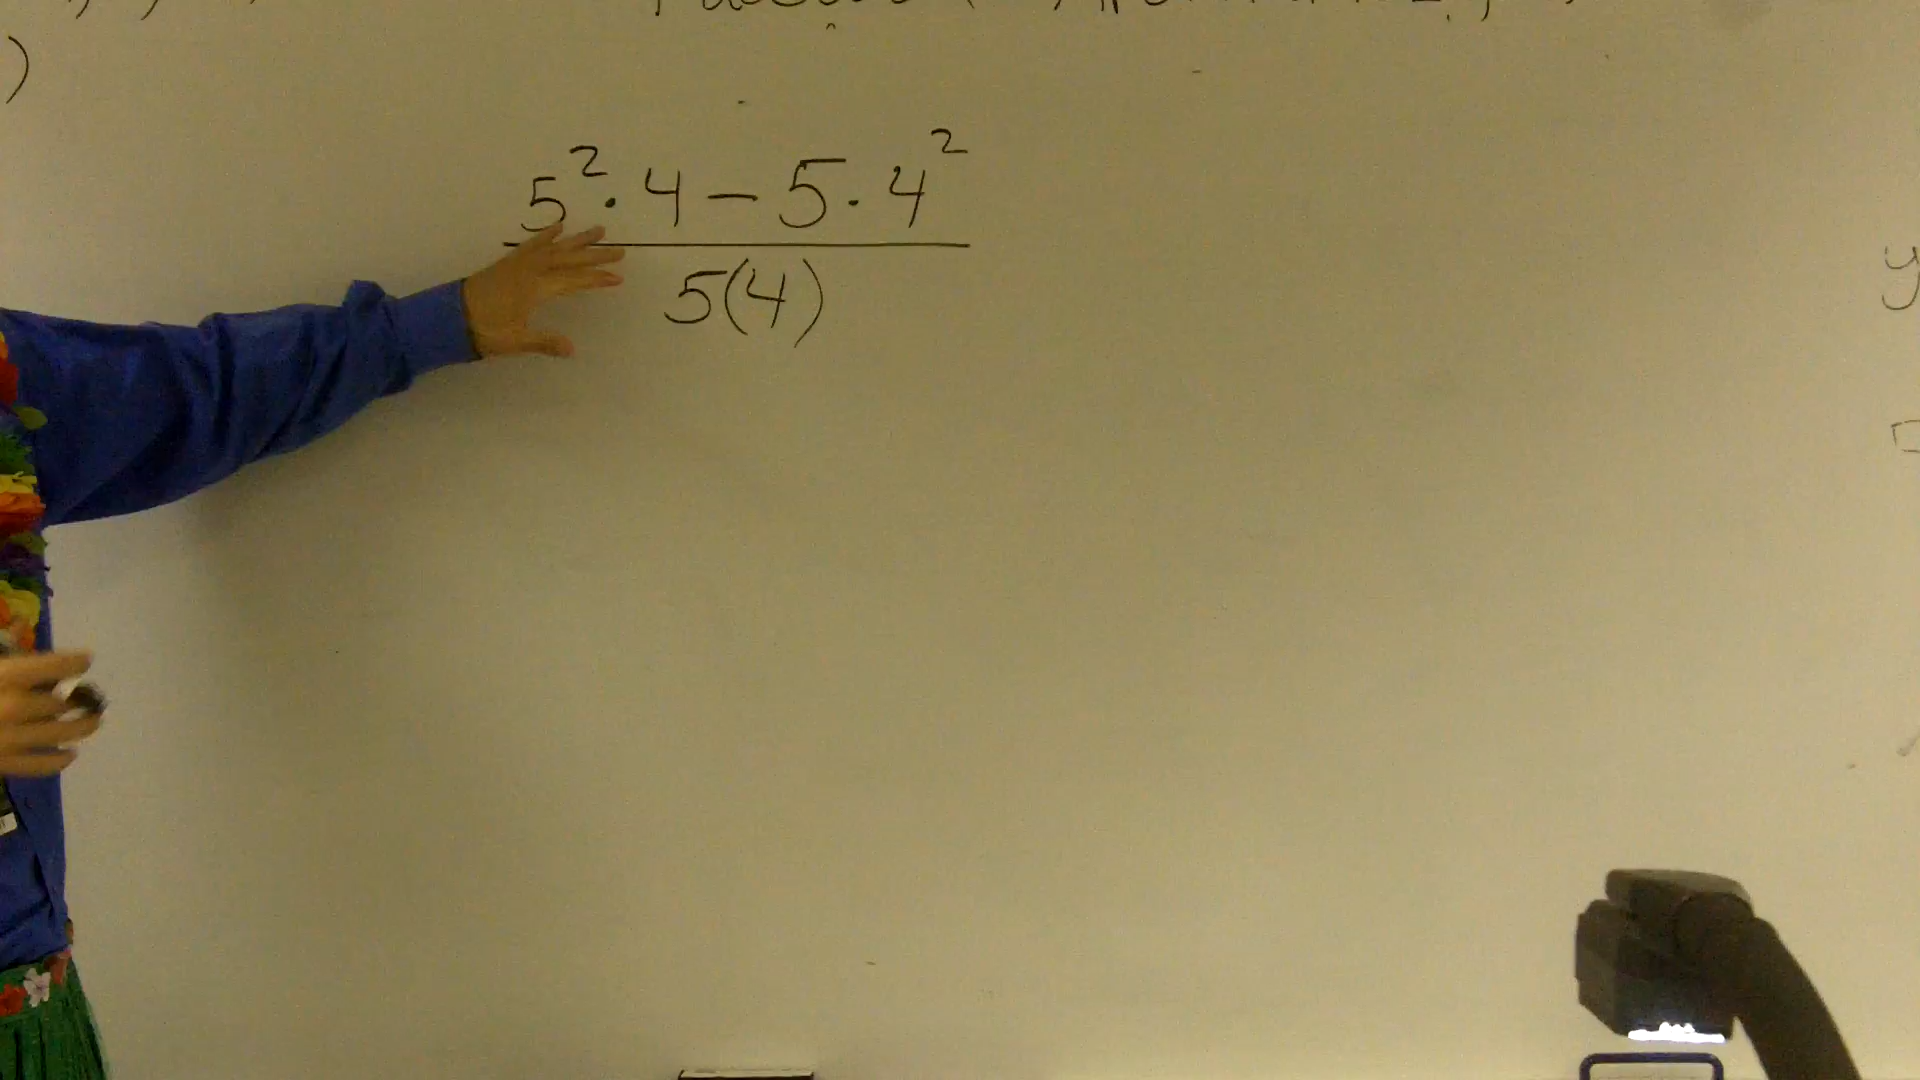 )
5² · 4 – 5 · 4²
5(4)
y